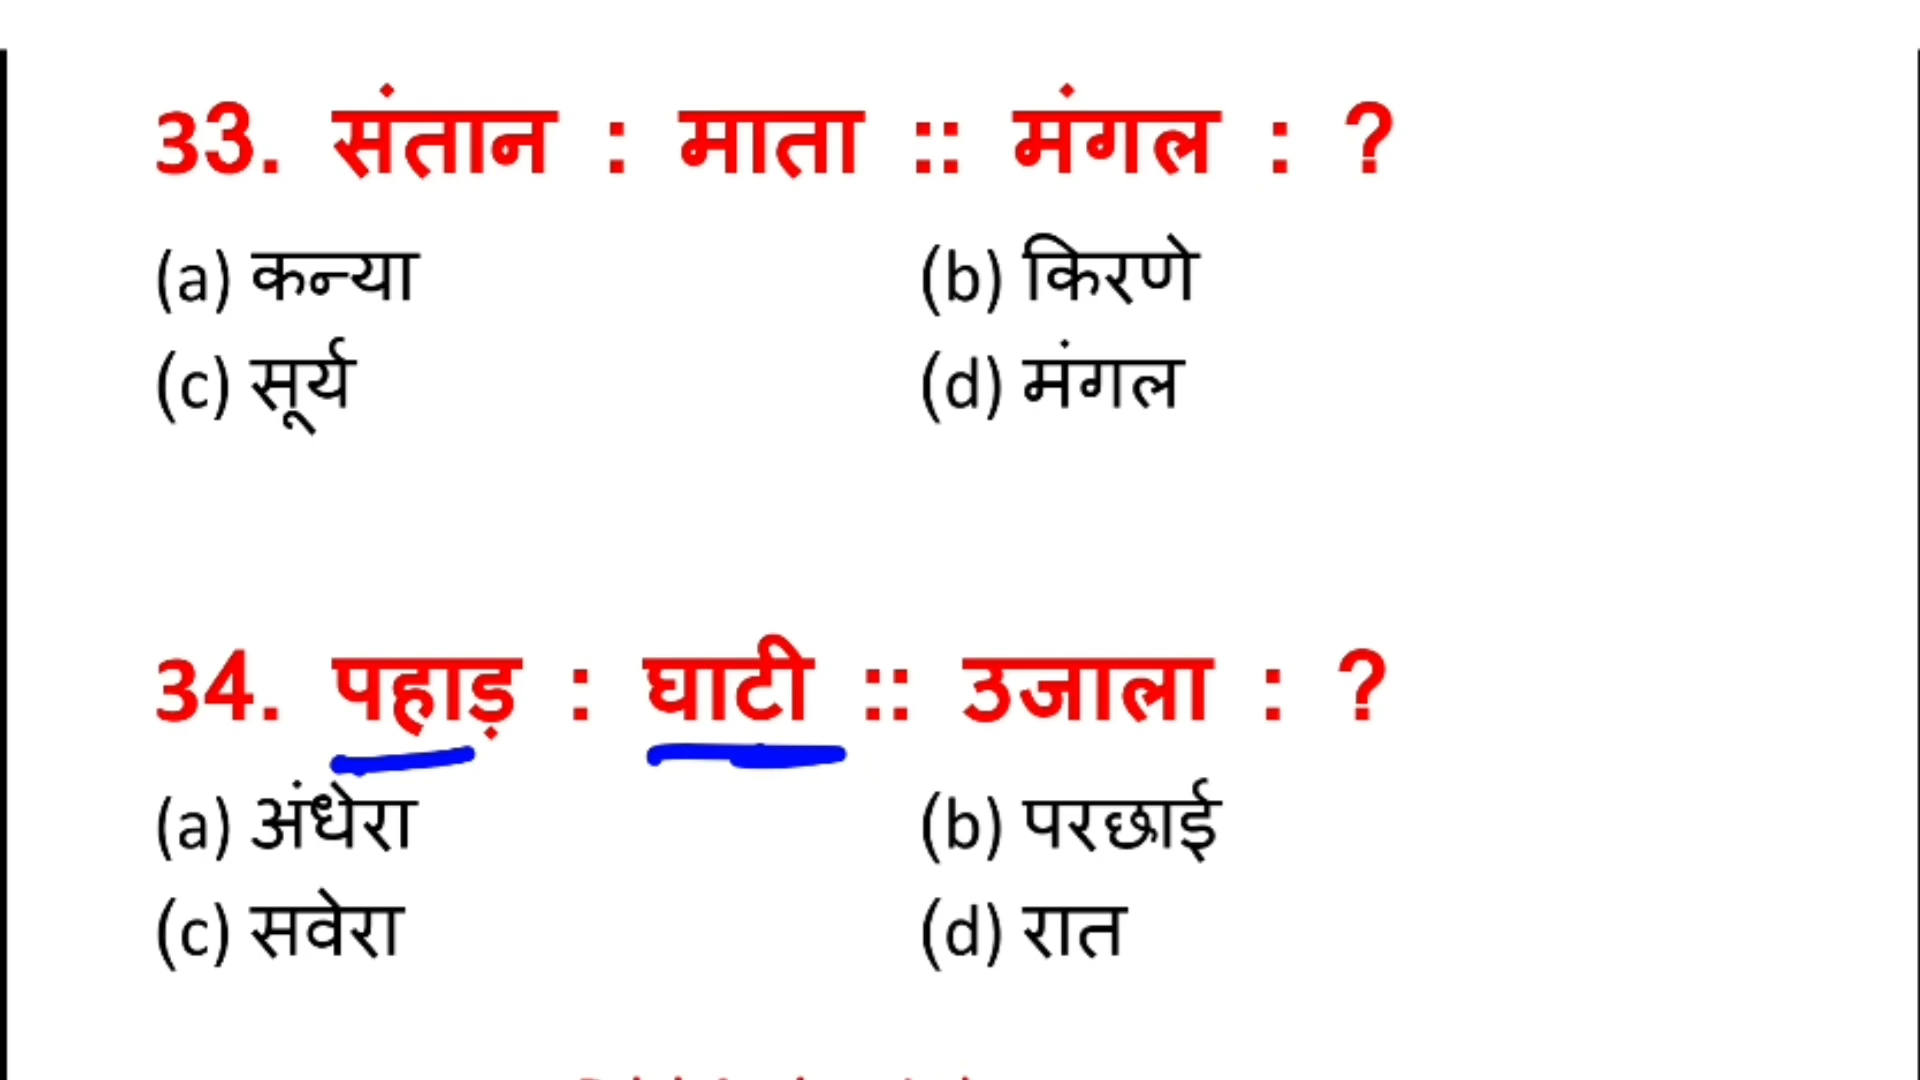 33. संतान : माता :: मंगल : ?
(a) कन्या (b) किरणे
(c) सूर्य (d) मंगल
34. पहाड़ : घाटी :: उजाला : ?
(a) अंधेरा (b) परछाई
(c) सवेरा (d) रात